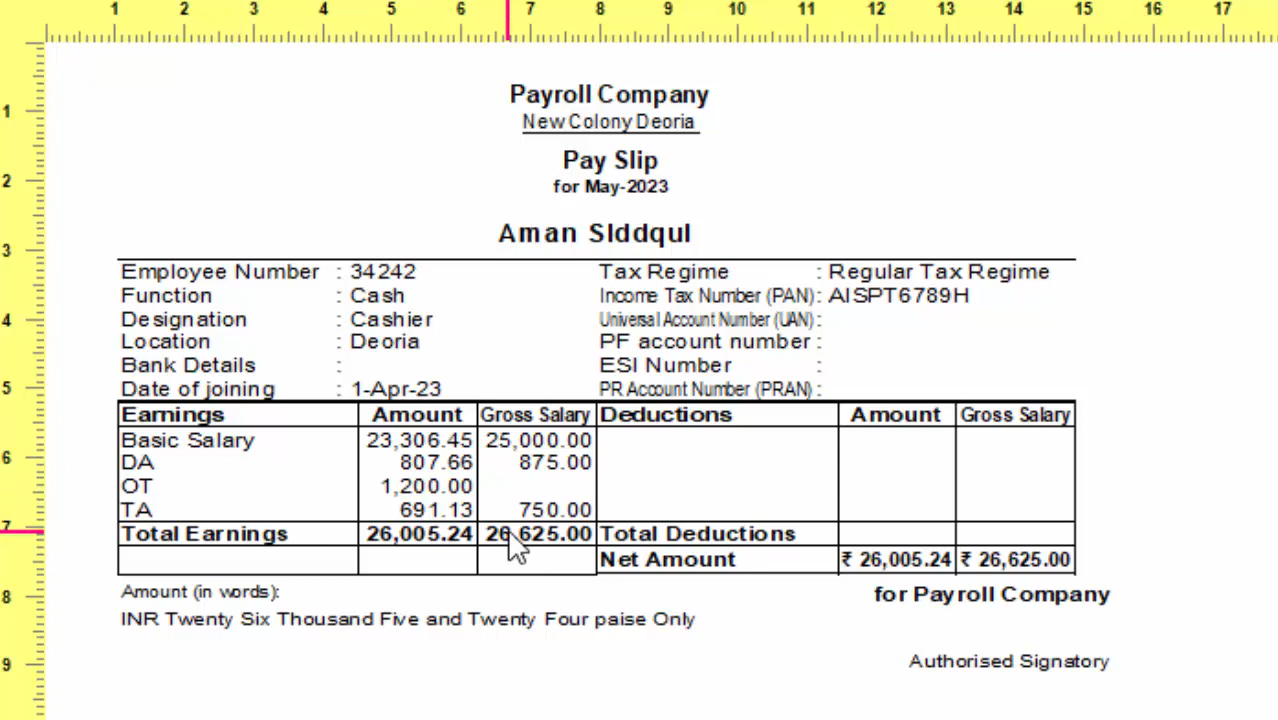 1 2 3 4 5 6 7 8 9 10 11 12 13 14 15 16 17
1
2
3
4
5
6
7
8
9
Payroll Company
New Colony Deoria
Pay Slip
for May-2023
Aman SIddquI
Employee Number : 34242 Tax Regime : Regular Tax Regime
Function : Cash Income Tax Number (PAN) : AISPT6789H
Designation : Cashier Universal Account Number (UAN) :
Location : Deoria PF account number :
Bank Details : ESI Number :
Date of joining : 1-Apr-23 PR Account Number (PRAN) :
Earnings Amount Gross Salary Deductions Amount Gross Salary
Basic Salary 23,306.45 25,000.00
DA 807.66 875.00
OT 1,200.00
TA 691.13 750.00
Total Earnings 26,005.24 26,625.00 Total Deductions
Net Amount ₹ 26,005.24 ₹ 26,625.00
Amount (in words): for Payroll Company
INR Twenty Six Thousand Five and Twenty Four paise Only
Authorised Signatory